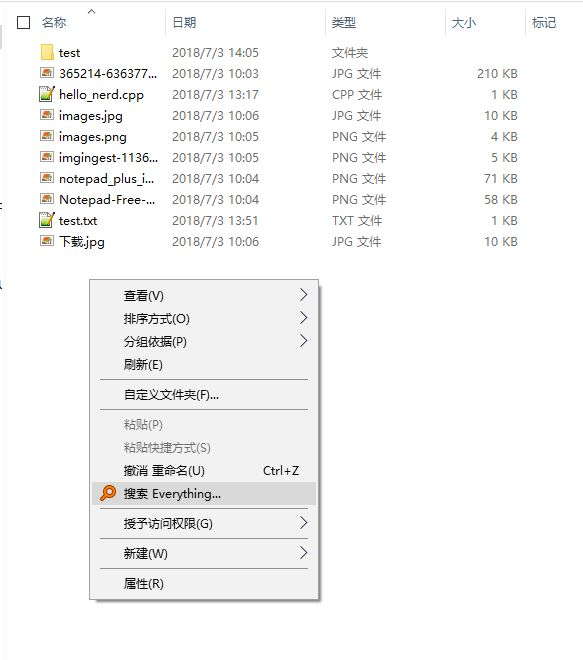 名称 日期 类型 大小 标记
test 2018/7/3 14:05 文件夹
365214-636377... 2018/7/3 10:03 JPG 文件 210 KB
hello_nerd.cpp 2018/7/3 13:17 CPP 文件 1 KB
images.jpg 2018/7/3 10:06 JPG 文件 10 KB
images.png 2018/7/3 10:05 PNG 文件 4 KB
imgingest-1136... 2018/7/3 10:05 PNG 文件 5 KB
notepad_plus_i... 2018/7/3 10:04 PNG 文件 71 KB
Notepad-Free-... 2018/7/3 10:04 PNG 文件 58 KB
test.txt 2018/7/3 13:51 TXT 文件 1 KB
下载.jpg 2018/7/3 10:06 JPG 文件 10 KB
查看(V)
排序方式(O)
分组依据(P)
刷新(E)
自定义文件夹(F)...
粘贴(P)
粘贴快捷方式(S)
撤消 重命名(U) Ctrl+Z
搜索 Everything...
授予访问权限(G)
新建(W)
属性(R)